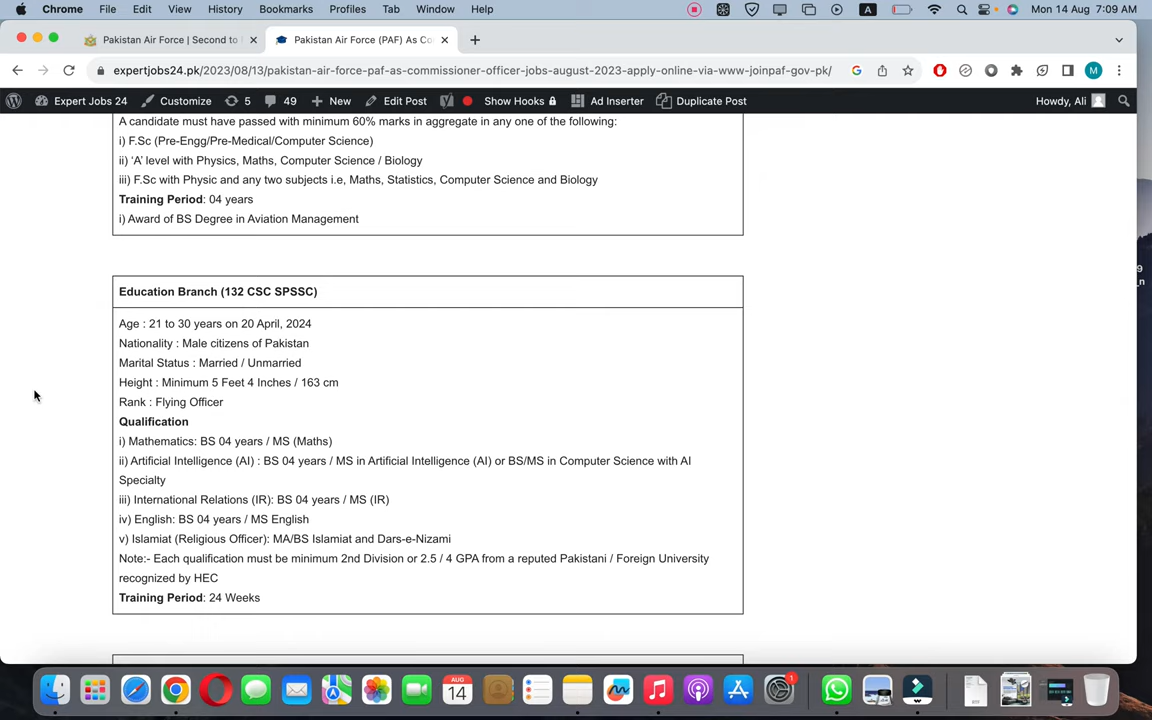 Chrome File Edit View History Bookmarks Profiles Tab Window Help A Mon 14 Aug 7:09 AM
Pakistan Air Force | Second to Pakistan Air Force (PAF) As Co
expertjobs24.pk/2023/08/13/pakistan-air-force-paf-as-commissioner-officer-jobs-august-2023-apply-online-via-www-joinpaf-gov-pk/ M
Expert Jobs 24 Customize 5 49 New Edit Post Show Hooks Ad Inserter Duplicate Post Howdy, Ali
A candidate must have passed with minimum 60% marks in aggregate in any one of the following:
i) F.Sc (Pre-Engg/Pre-Medical/Computer Science)
ii) ‘A’ level with Physics, Maths, Computer Science / Biology
iii) F.Sc with Physic and any two subjects i.e, Maths, Statistics, Computer Science and Biology
Training Period: 04 years
i) Award of BS Degree in Aviation Management
Education Branch (132 CSC SPSSC)
Age : 21 to 30 years on 20 April, 2024
Nationality : Male citizens of Pakistan
Marital Status : Married / Unmarried
Height : Minimum 5 Feet 4 Inches / 163 cm
Rank : Flying Officer
Qualification
i) Mathematics: BS 04 years / MS (Maths)
ii) Artificial Intelligence (AI) : BS 04 years / MS in Artificial Intelligence (AI) or BS/MS in Computer Science with AI
Specialty
iii) International Relations (IR): BS 04 years / MS (IR)
iv) English: BS 04 years / MS English
v) Islamiat (Religious Officer): MA/BS Islamiat and Dars-e-Nizami
Note:- Each qualification must be minimum 2nd Division or 2.5 / 4 GPA from a reputed Pakistani / Foreign University
recognized by HEC
Training Period: 24 Weeks
9
_n
AUG
14
1